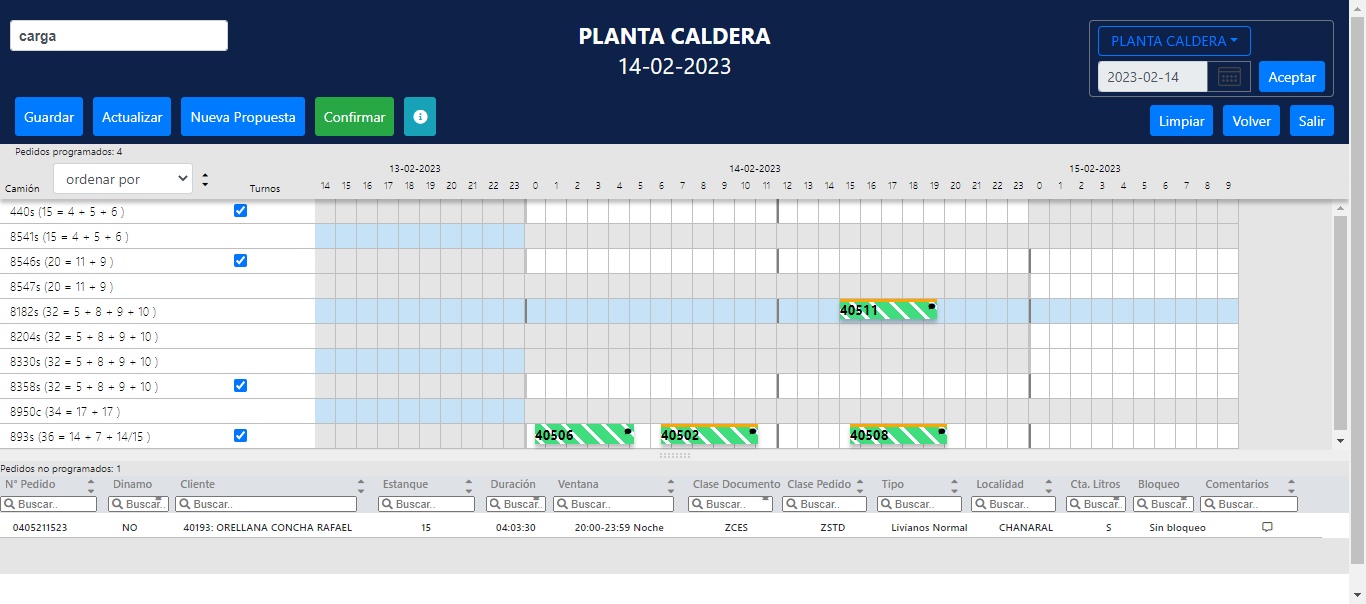 carga
PLANTA CALDERA
14-02-2023
PLANTA CALDERA
2023-02-14
Aceptar
Guardar
Actualizar
Nueva Propuesta
Confirmar
Limpiar
Volver
Salir
Pedidos programados: 4
Camión
ordenar por
Turnos
13-02-2023
14-02-2023
15-02-2023
14 15 16 17 18 19 20 21 22 23 0 1 2 3 4 5 6 7 8 9 10 11 12 13 14 15 16 17 18 19 20 21 22 23 0 1 2 3 4 5 6 7 8 9
440s (15 = 4 + 5 + 6 )
8541s (15 = 4 + 5 + 6 )
8546s (20 = 11 + 9 )
8547s (20 = 11 + 9 )
8182s (32 = 5 + 8 + 9 + 10 )
40511
8204s (32 = 5 + 8 + 9 + 10 )
8330s (32 = 5 + 8 + 9 + 10 )
8358s (32 = 5 + 8 + 9 + 10 )
8950c (34 = 17 + 17 )
893s (36 = 14 + 7 + 14/15 )
40506
40502
40508
Pedidos no programados: 1
N° Pedido Dinamo Cliente Estanque Duración Ventana Clase Documento Clase Pedido Tipo Localidad Cta. Litros Bloqueo Comentarios
Buscar.. Buscar.. Buscar.. Buscar.. Buscar.. Buscar.. Buscar.. Buscar.. Buscar.. Buscar.. Buscar.. Buscar.. Buscar..
0405211523 NO 40193: ORELLANA CONCHA RAFAEL 15 04:03:30 20:00-23:59 Noche ZCES ZSTD Livianos Normal CHANARAL S Sin bloqueo